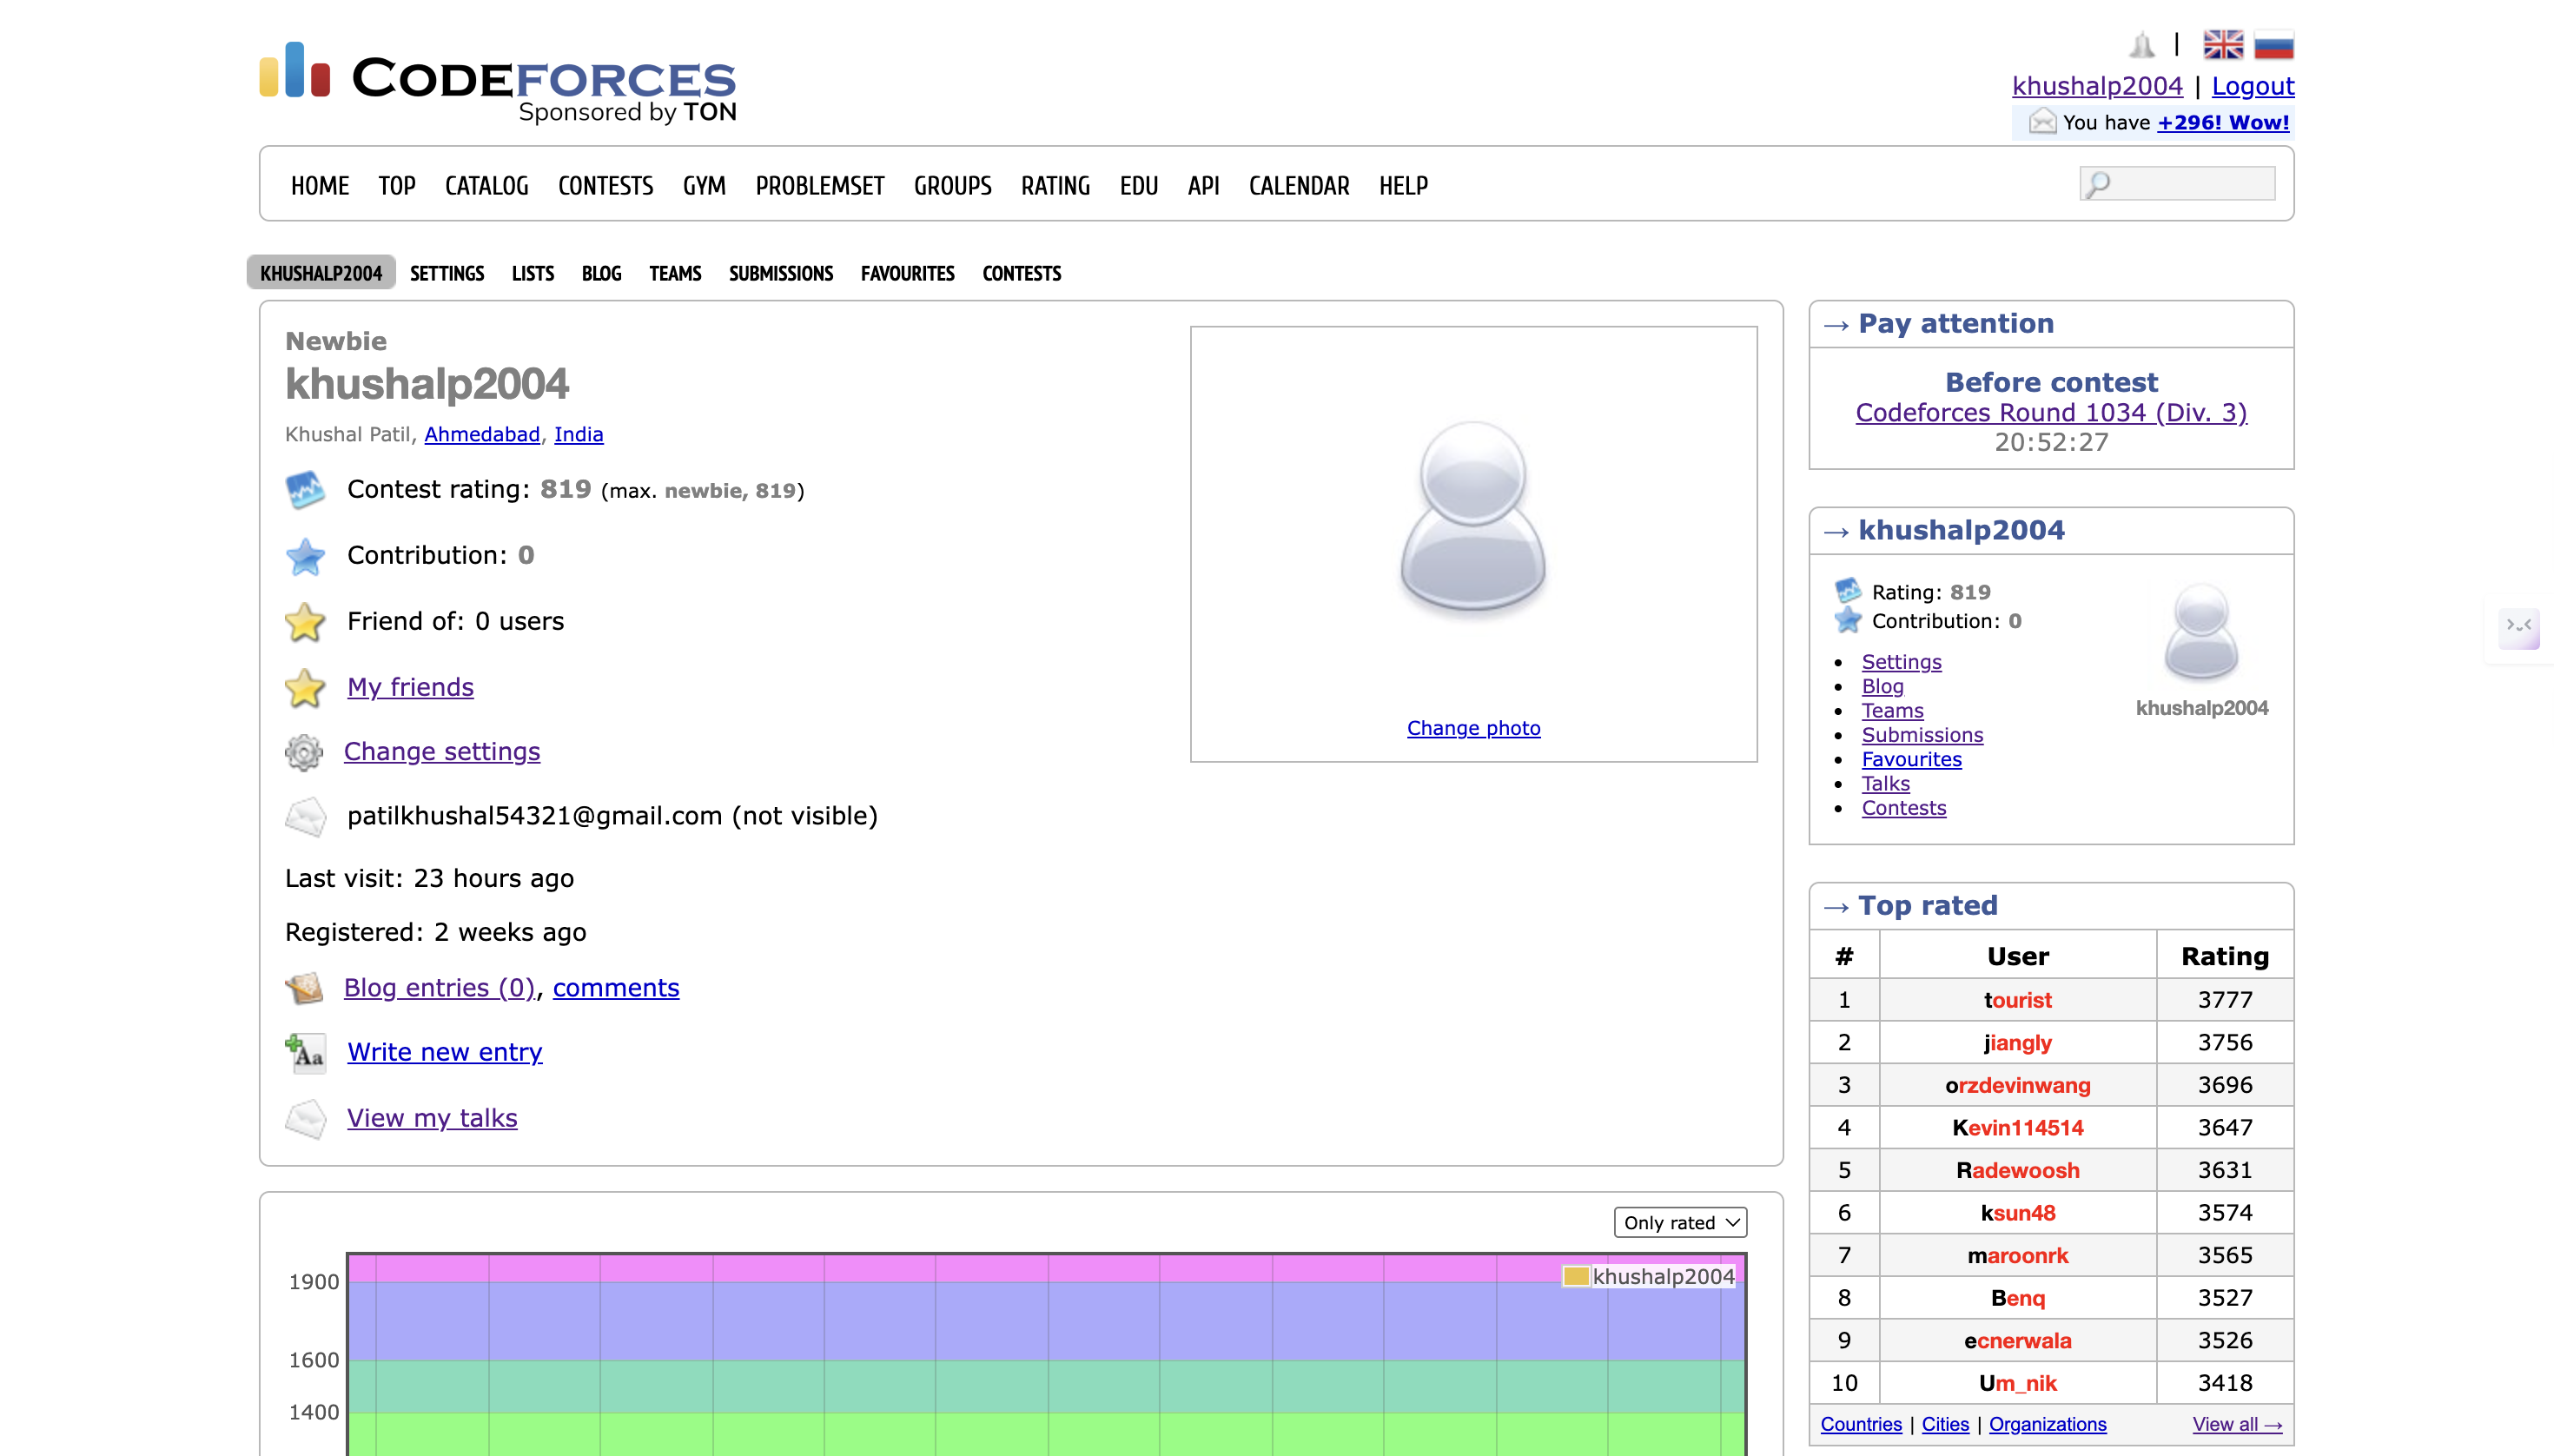 CODEFORCES
Sponsored by TON
|
khushalp2004 | Logout
You have +296! Wow!
HOME TOP CATALOG CONTESTS GYM PROBLEMSET GROUPS RATING EDU API CALENDAR HELP
KHUSHALP2004 SETTINGS LISTS BLOG TEAMS SUBMISSIONS FAVOURITES CONTESTS
Newbie
khushalp2004
Khushal Patil, Ahmedabad, India
Contest rating: 819 (max. newbie, 819)
Contribution: 0
Friend of: 0 users
My friends
Change settings
patilkhushal54321@gmail.com (not visible)
Last visit: 23 hours ago
Registered: 2 weeks ago
Blog entries (0), comments
Write new entry
View my talks
Change photo
Only rated
khushalp2004
1900
1600
1400
→ Pay attention
Before contest
Codeforces Round 1034 (Div. 3)
20:52:27
→ khushalp2004
Rating: 819
Contribution: 0
Settings
Blog
Teams
Submissions
Favourites
Talks
Contests
khushalp2004
→ Top rated
# User Rating
1 tourist 3777
2 jiangly 3756
3 orzdevinwang 3696
4 Kevin114514 3647
5 Radewoosh 3631
6 ksun48 3574
7 maroonrk 3565
8 Benq 3527
9 ecnerwala 3526
10 Um_nik 3418
Countries | Cities | Organizations View all →